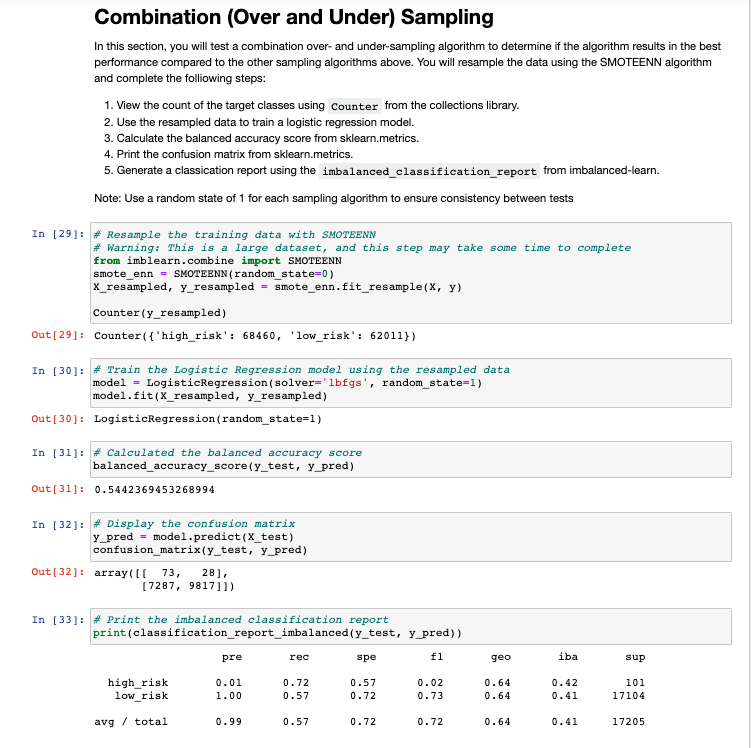 Combination (Over and Under) Sampling
In this section, you will test a combination over- and under-sampling algorithm to determine if the algorithm results in the best
performance compared to the other sampling algorithms above. You will resample the data using the SMOTEENN algorithm
and complete the folliowing steps:
1. View the count of the target classes using Counter from the collections library.
2. Use the resampled data to train a logistic regression model.
3. Calculate the balanced accuracy score from sklearn.metrics.
4. Print the confusion matrix from sklearn.metrics.
5. Generate a classication report using the imbalanced_classification_report from imbalanced-learn.
Note: Use a random state of 1 for each sampling algorithm to ensure consistency between tests
In [29]: # Resample the training data with SMOTEENN
# Warning: This is a large dataset, and this step may take some time to complete
from imblearn.combine import SMOTEENN
smote_enn = SMOTEENN(random_state=0)
X_resampled, y_resampled = smote_enn.fit_resample(X, y)
Counter(y_resampled)
Out[29]: Counter({'high_risk': 68460, 'low_risk': 62011})
In [30]: # Train the Logistic Regression model using the resampled data
model = LogisticRegression(solver='lbfgs', random_state=1)
model.fit(X_resampled, y_resampled)
Out[30]: LogisticRegression(random_state=1)
In [31]: # Calculated the balanced accuracy score
balanced_accuracy_score(y_test, y_pred)
Out[31]: 0.5442369453268994
In [32]: # Display the confusion matrix
y_pred = model.predict(X_test)
confusion_matrix(y_test, y_pred)
Out[32]: array([[ 73, 28],
[7287, 9817]])
In [33]: # Print the imbalanced classification report
print(classification_report_imbalanced(y_test, y_pred))
pre rec spe f1 geo iba sup
high_risk 0.01 0.72 0.57 0.02 0.64 0.42 101
low_risk 1.00 0.57 0.72 0.73 0.64 0.41 17104
avg / total 0.99 0.57 0.72 0.72 0.64 0.41 17205